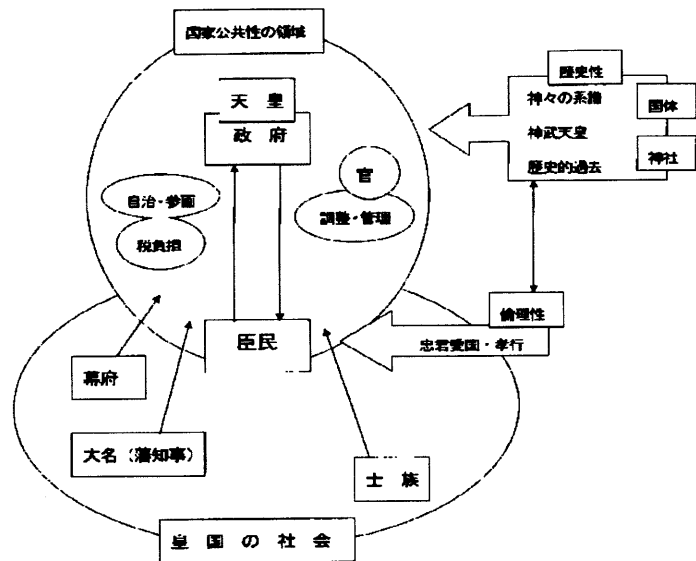 国家公共性の領域
天皇
政府
官
自治・参画
調整・管理
税負担
臣民
幕府
大名（藩知事）
士族
皇国の社会
歴史性
神々の系譜
国体
神武天皇
神社
歴史的過去
倫理性
忠君愛国・孝行